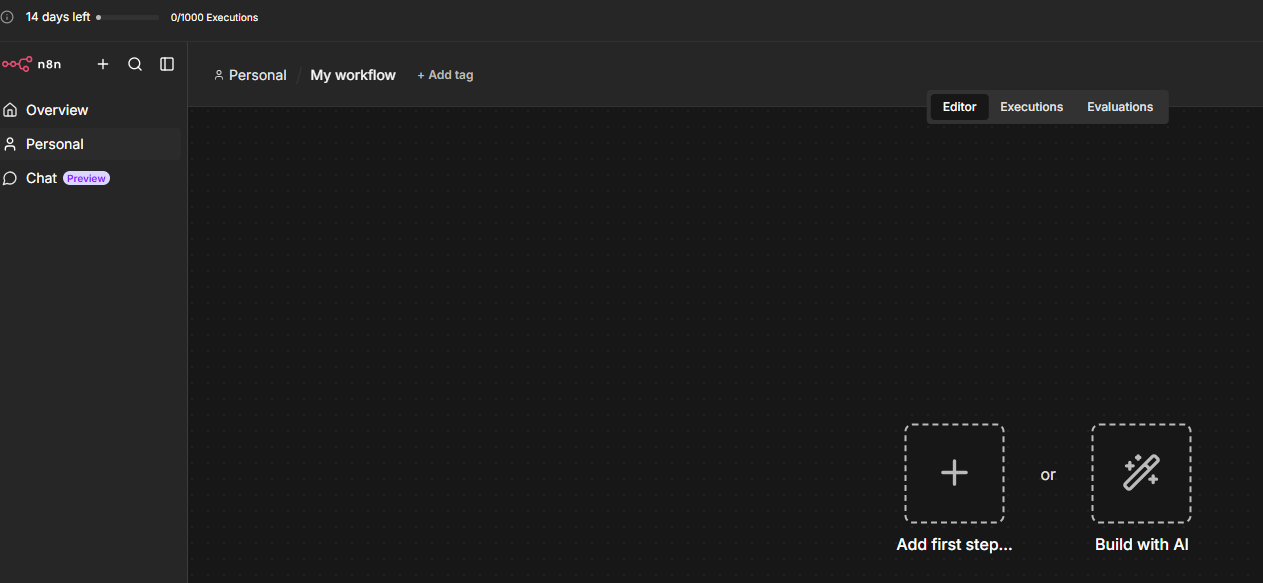 14 days left
0/1000 Executions
n8n
Overview
Personal
Chat Preview
Personal / My workflow + Add tag
Editor Executions Evaluations
or
Add first step...
Build with AI